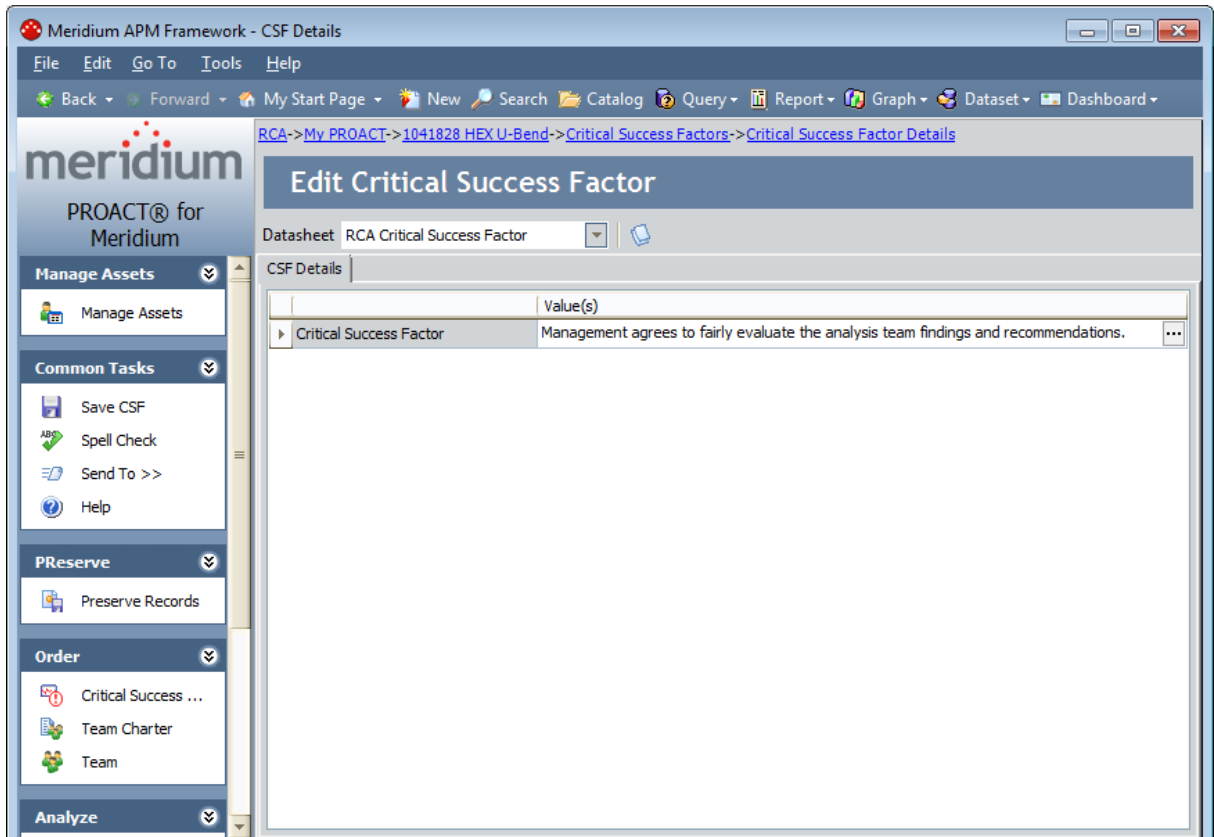 Meridium APM Framework - CSF Details
File Edit Go To Tools Help
Back Forward My Start Page New Search Catalog Query Report Graph Dataset Dashboard
meridium
PROACT® for
Meridium
RCA->My PROACT->1041828 HEX U-Bend->Critical Success Factors->Critical Success Factor Details
Edit Critical Success Factor
Datasheet RCA Critical Success Factor
CSF Details
Value(s)
Critical Success Factor Management agrees to fairly evaluate the analysis team findings and recommendations. ...
Manage Assets
Manage Assets
Common Tasks
Save CSF
ABC Spell Check
Send To >>
Help
PReserve
Preserve Records
Order
Critical Success ...
Team Charter
Team
Analyze